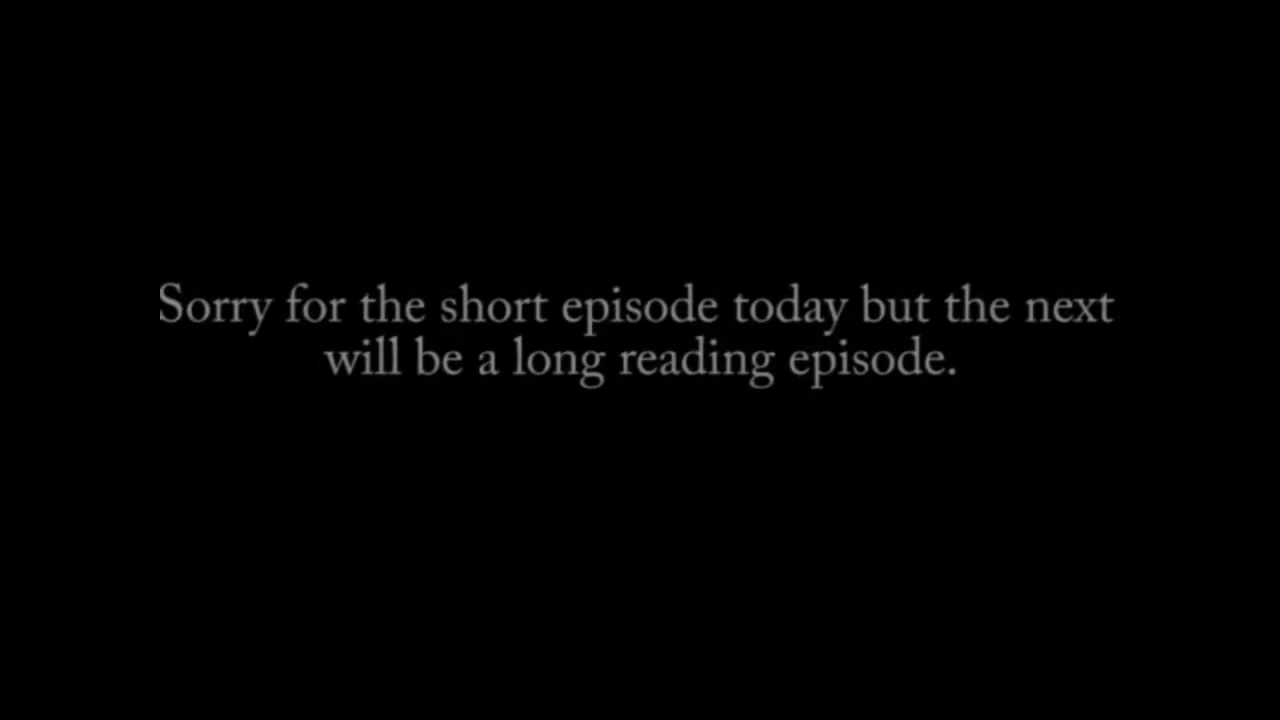 Sorry for the short episode today but the next
will be a long reading episode.